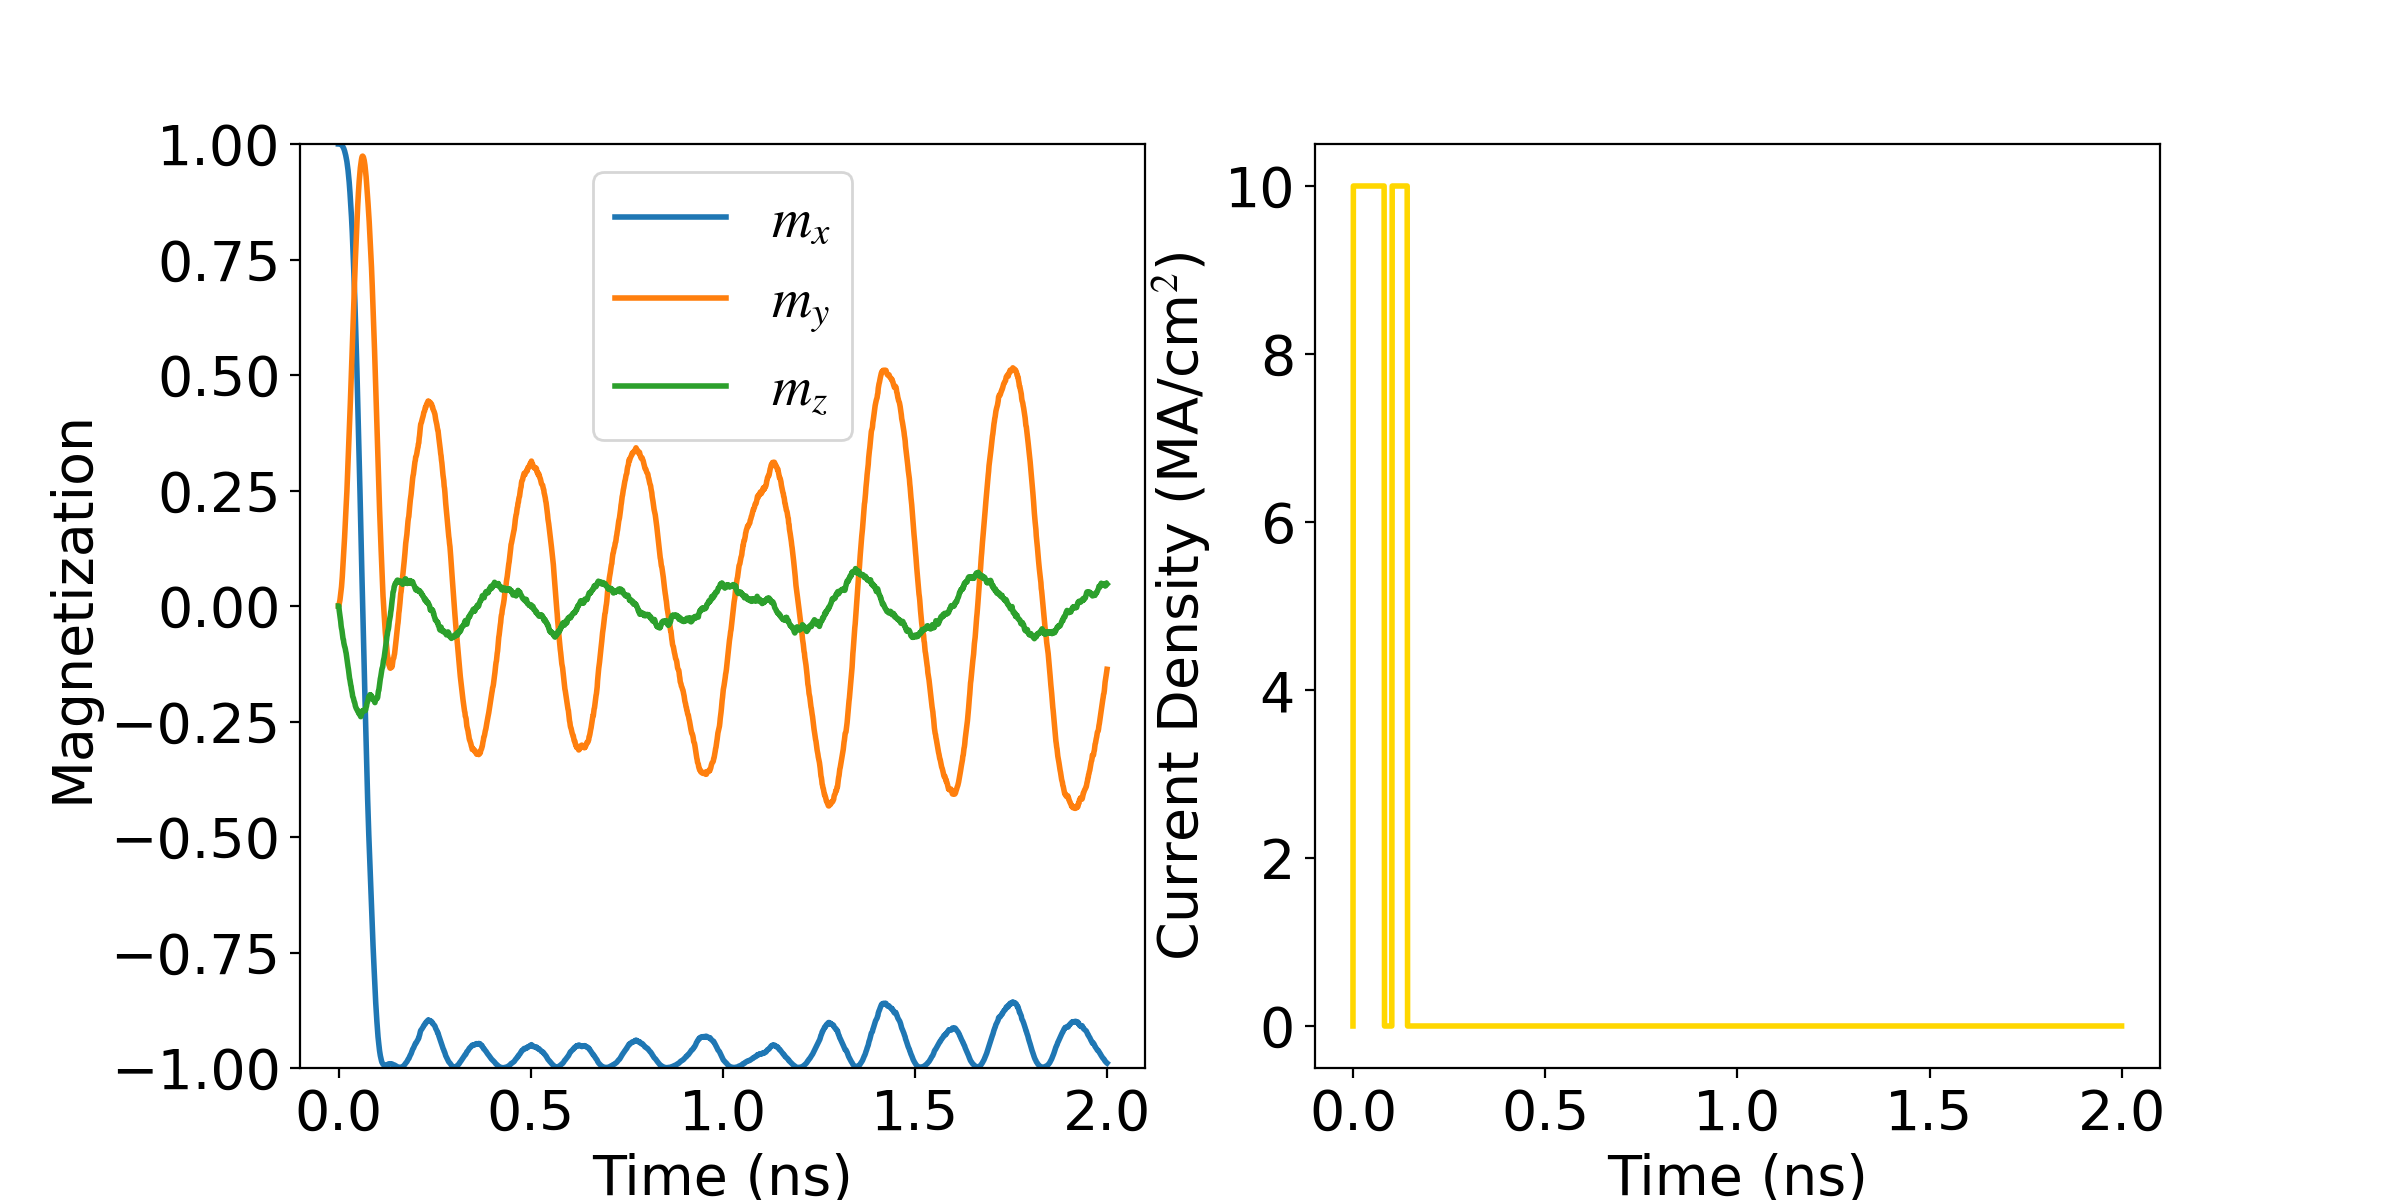 Magnetization
1.00
0.75
0.50
0.25
0.00
−0.25
−0.50
−0.75
−1.00
0.0 0.5 1.0 1.5 2.0
Time (ns)
m_x
m_y
m_z
Current Density (MA/cm²)
10
8
6
4
2
0
0.0 0.5 1.0 1.5 2.0
Time (ns)